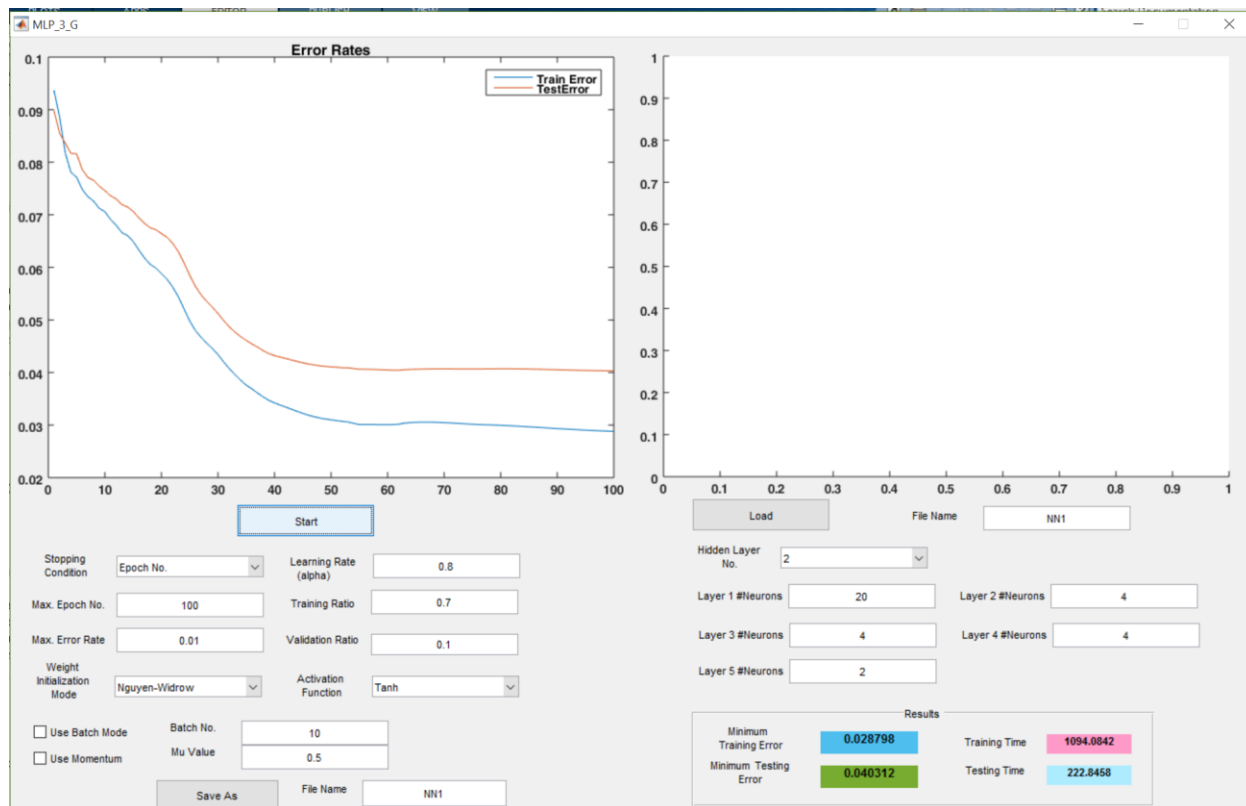 PLOTS APPS EDITOR PUBLISH VIEW Search Documentation
MLP_3_G
Error Rates
Train Error
TestError
0.1
0.09
0.08
0.07
0.06
0.05
0.04
0.03
0.02
0 10 20 30 40 50 60 70 80 90 100
1
0.9
0.8
0.7
0.6
0.5
0.4
0.3
0.2
0.1
0
0 0.1 0.2 0.3 0.4 0.5 0.6 0.7 0.8 0.9 1
Start
Stopping
Condition
Epoch No.
Learning Rate
(alpha)
0.8
Max. Epoch No. 100
Training Ratio 0.7
Max. Error Rate 0.01
Validation Ratio 0.1
Weight
Initialization
Mode
Nguyen-Widrow
Activation
Function
Tanh
Use Batch Mode
Batch No. 10
Use Momentum
Mu Value 0.5
Save As
File Name NN1
Load
File Name NN1
Hidden Layer
No.
2
Layer 1 #Neurons 20
Layer 2 #Neurons 4
Layer 3 #Neurons 4
Layer 4 #Neurons 4
Layer 5 #Neurons 2
Results
Minimum
Training Error
0.028798
Training Time 1094.0842
Minimum Testing
Error
0.040312
Testing Time 222.8458